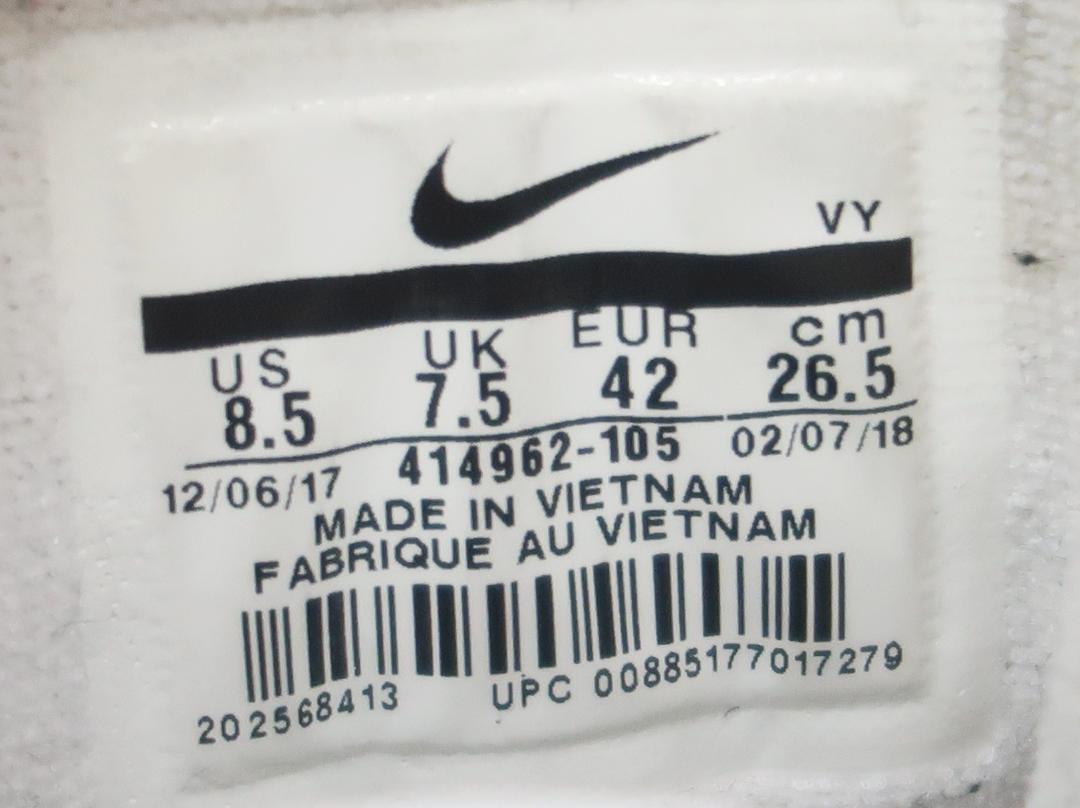 VY
US UK EUR cm
8.5 7.5 42 26.5
12/06/17 414962-105 02/07/18
MADE IN VIETNAM
FABRIQUE AU VIETNAM
202568413 UPC 00885177017279